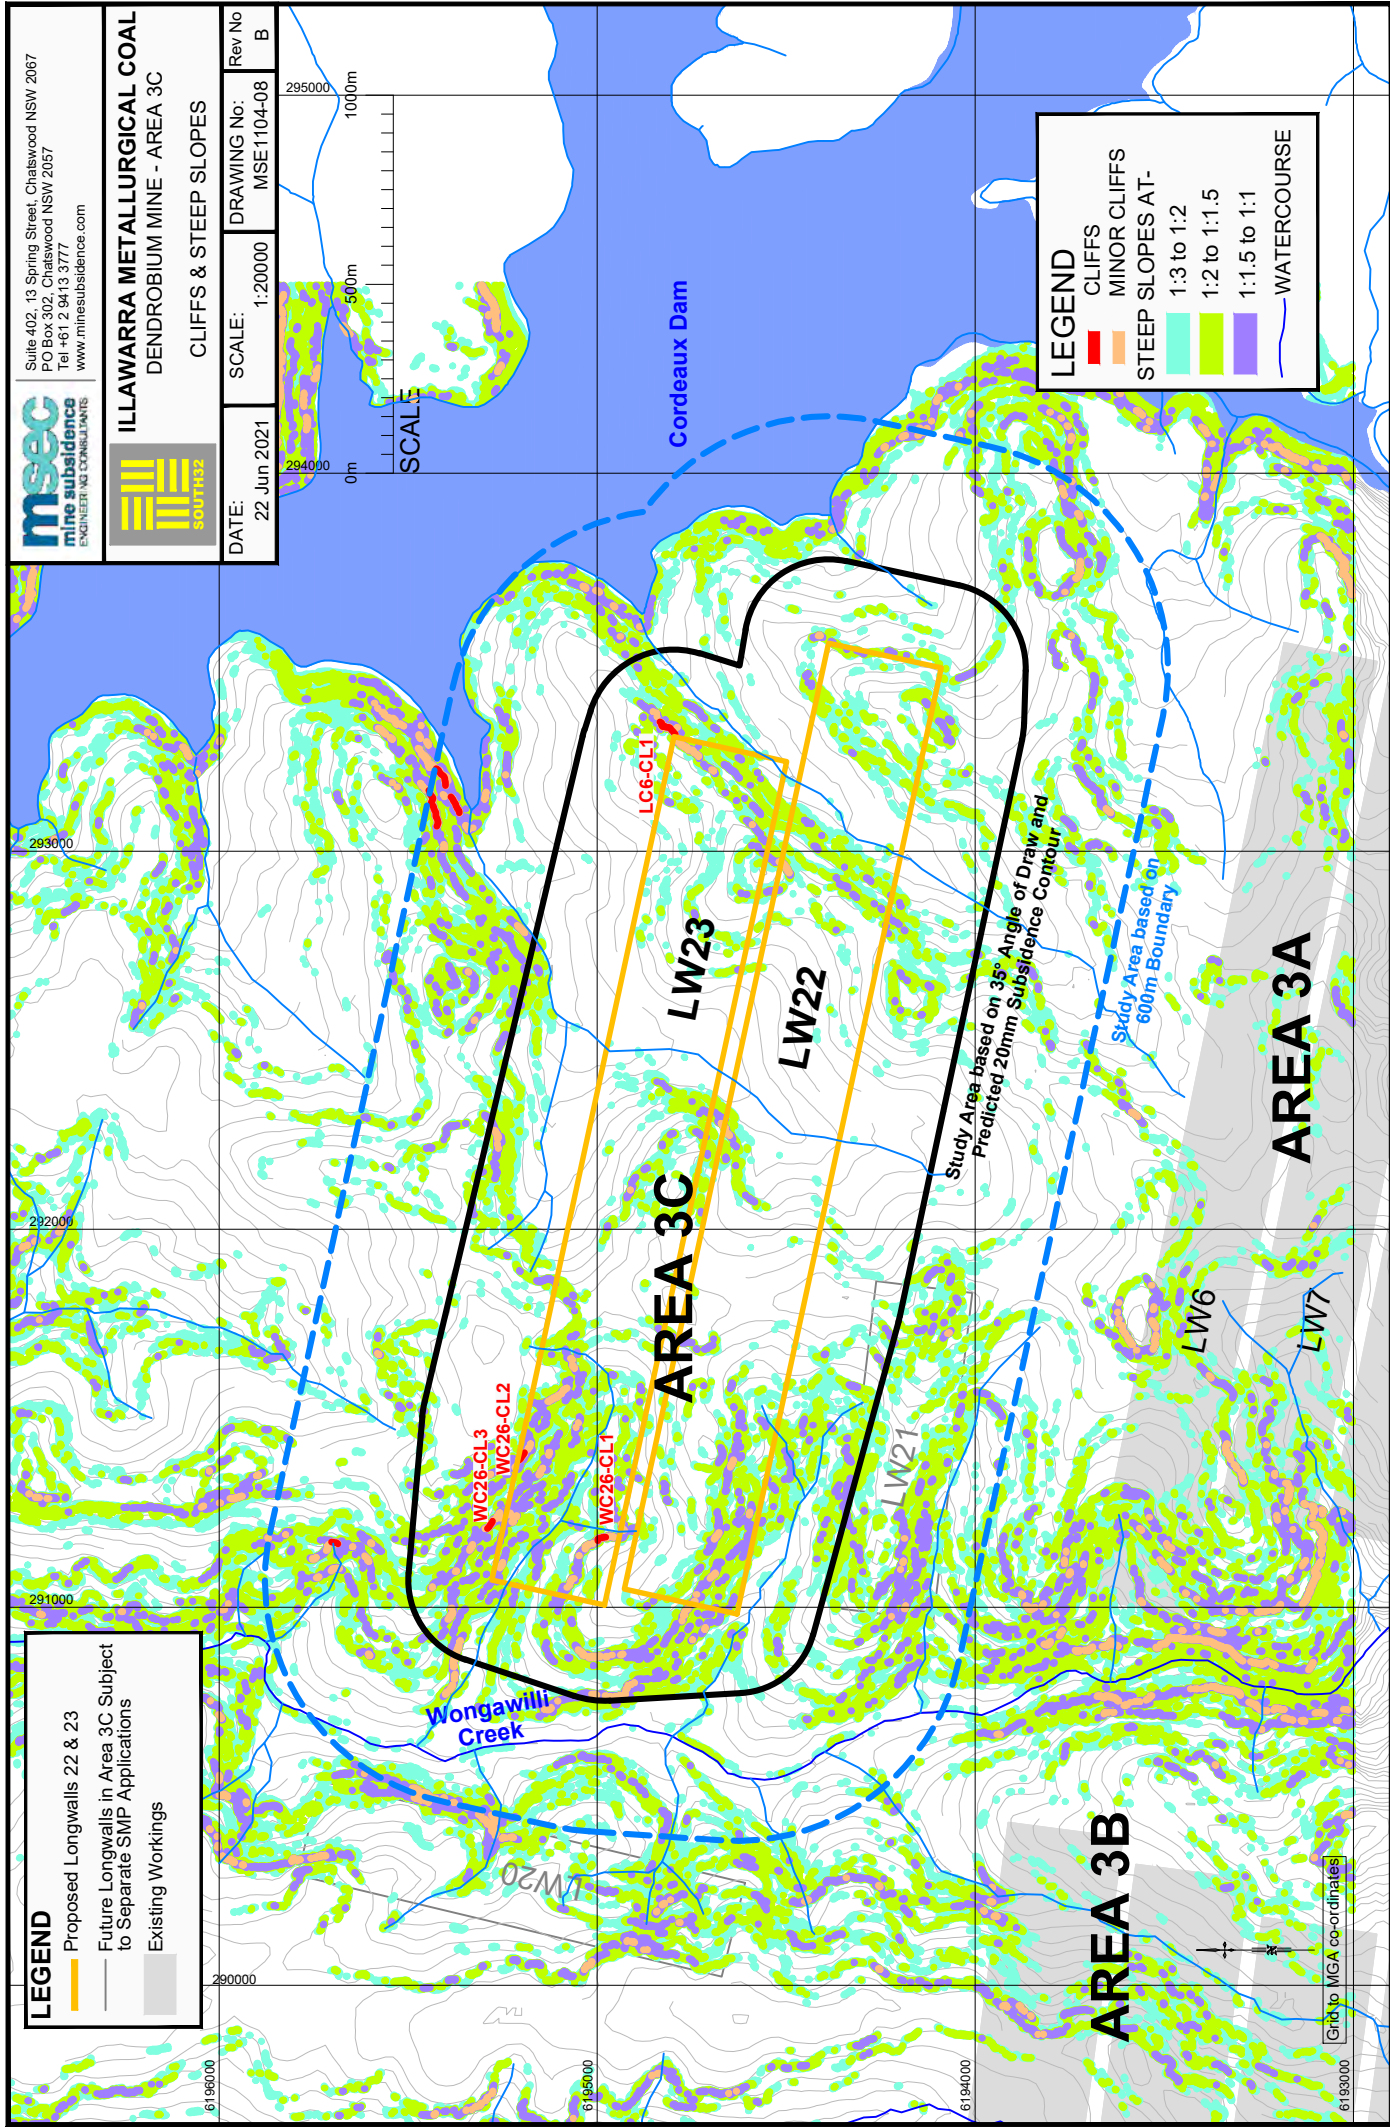 msec
mine subsidence
ENGINEERING CONSULTANTS
Suite 402, 13 Spring Street, Chatswood NSW 2067
PO Box 302, Chatswood NSW 2057
Tel +61 2 9413 3777
www.minesubsidence.com
SOUTH32
ILLAWARRA METALLURGICAL COAL
DENDROBIUM MINE - AREA 3C
CLIFFS & STEEP SLOPES
DATE:
22 Jun 2021
SCALE:
1:20000
DRAWING No:
MSE1104-08
Rev No
B
LEGEND
Proposed Longwalls 22 & 23
Future Longwalls in Area 3C Subject
to Separate SMP Applications
Existing Workings
SCALE
0m
500m
1000m
290000
291000
292000
293000
294000
295000
6196000
6195000
6194000
6193000
Cordeaux Dam
Wongawilli
Creek
WC26-CL3
WC26-CL2
WC26-CL1
LC6-CL1
LW23
LW22
AREA 3C
LW20
LW21
Study Area based on 35° Angle of Draw and
Predicted 20mm Subsidence Contour
Study Area based on
600m Boundary
LW6
LW7
AREA 3A
AREA 3B
N
Grid to MGA co-ordinates
LEGEND
CLIFFS
MINOR CLIFFS
STEEP SLOPES AT-
1:3 to 1:2
1:2 to 1:1.5
1:1.5 to 1:1
WATERCOURSE